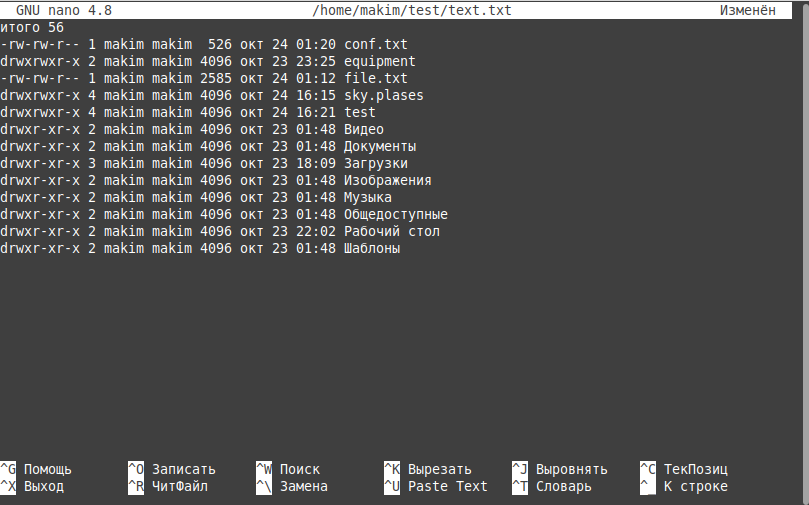 GNU nano 4.8 /home/makim/test/text.txt Изменён
итого 56
-rw-rw-r-- 1 makim makim  526 окт 24 01:20 conf.txt
drwxrwxr-x 2 makim makim 4096 окт 23 23:25 equipment
-rw-rw-r-- 1 makim makim 2585 окт 24 01:12 file.txt
drwxrwxr-x 4 makim makim 4096 окт 24 16:15 sky.plases
drwxrwxr-x 4 makim makim 4096 окт 24 16:21 test
drwxr-xr-x 2 makim makim 4096 окт 23 01:48 Видео
drwxr-xr-x 2 makim makim 4096 окт 23 01:48 Документы
drwxr-xr-x 3 makim makim 4096 окт 23 18:09 Загрузки
drwxr-xr-x 2 makim makim 4096 окт 23 01:48 Изображения
drwxr-xr-x 2 makim makim 4096 окт 23 01:48 Музыка
drwxr-xr-x 2 makim makim 4096 окт 23 01:48 Общедоступные
drwxr-xr-x 2 makim makim 4096 окт 23 22:02 Рабочий стол
drwxr-xr-x 2 makim makim 4096 окт 23 01:48 Шаблоны
^G Помощь ^O Записать ^W Поиск ^K Вырезать ^J Выровнять ^C ТекПозиц
^X Выход ^R ЧитФайл ^\ Замена ^U Paste Text ^T Словарь ^_ К строке